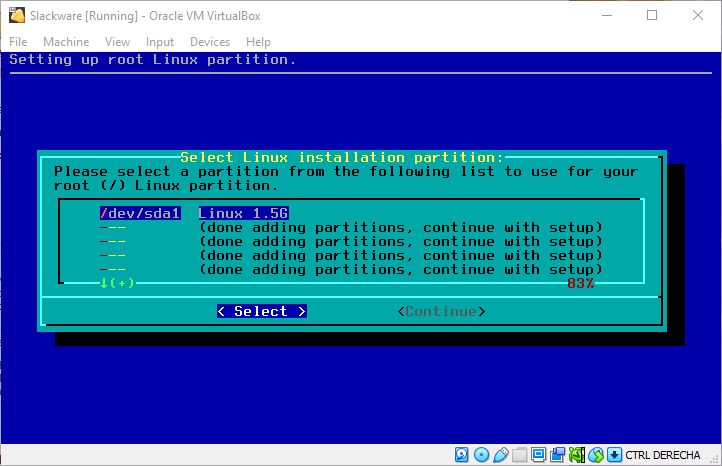 Slackware [Running] - Oracle VM VirtualBox
File Machine View Input Devices Help
Setting up root Linux partition.
Select Linux installation partition:
Please select a partition from the following list to use for your
root (/) Linux partition.
/dev/sda1 Linux 1.5G
--- (done adding partitions, continue with setup)
--- (done adding partitions, continue with setup)
--- (done adding partitions, continue with setup)
--- (done adding partitions, continue with setup)
↓(+) 83%
< Select > <Continue>
CTRL DERECHA